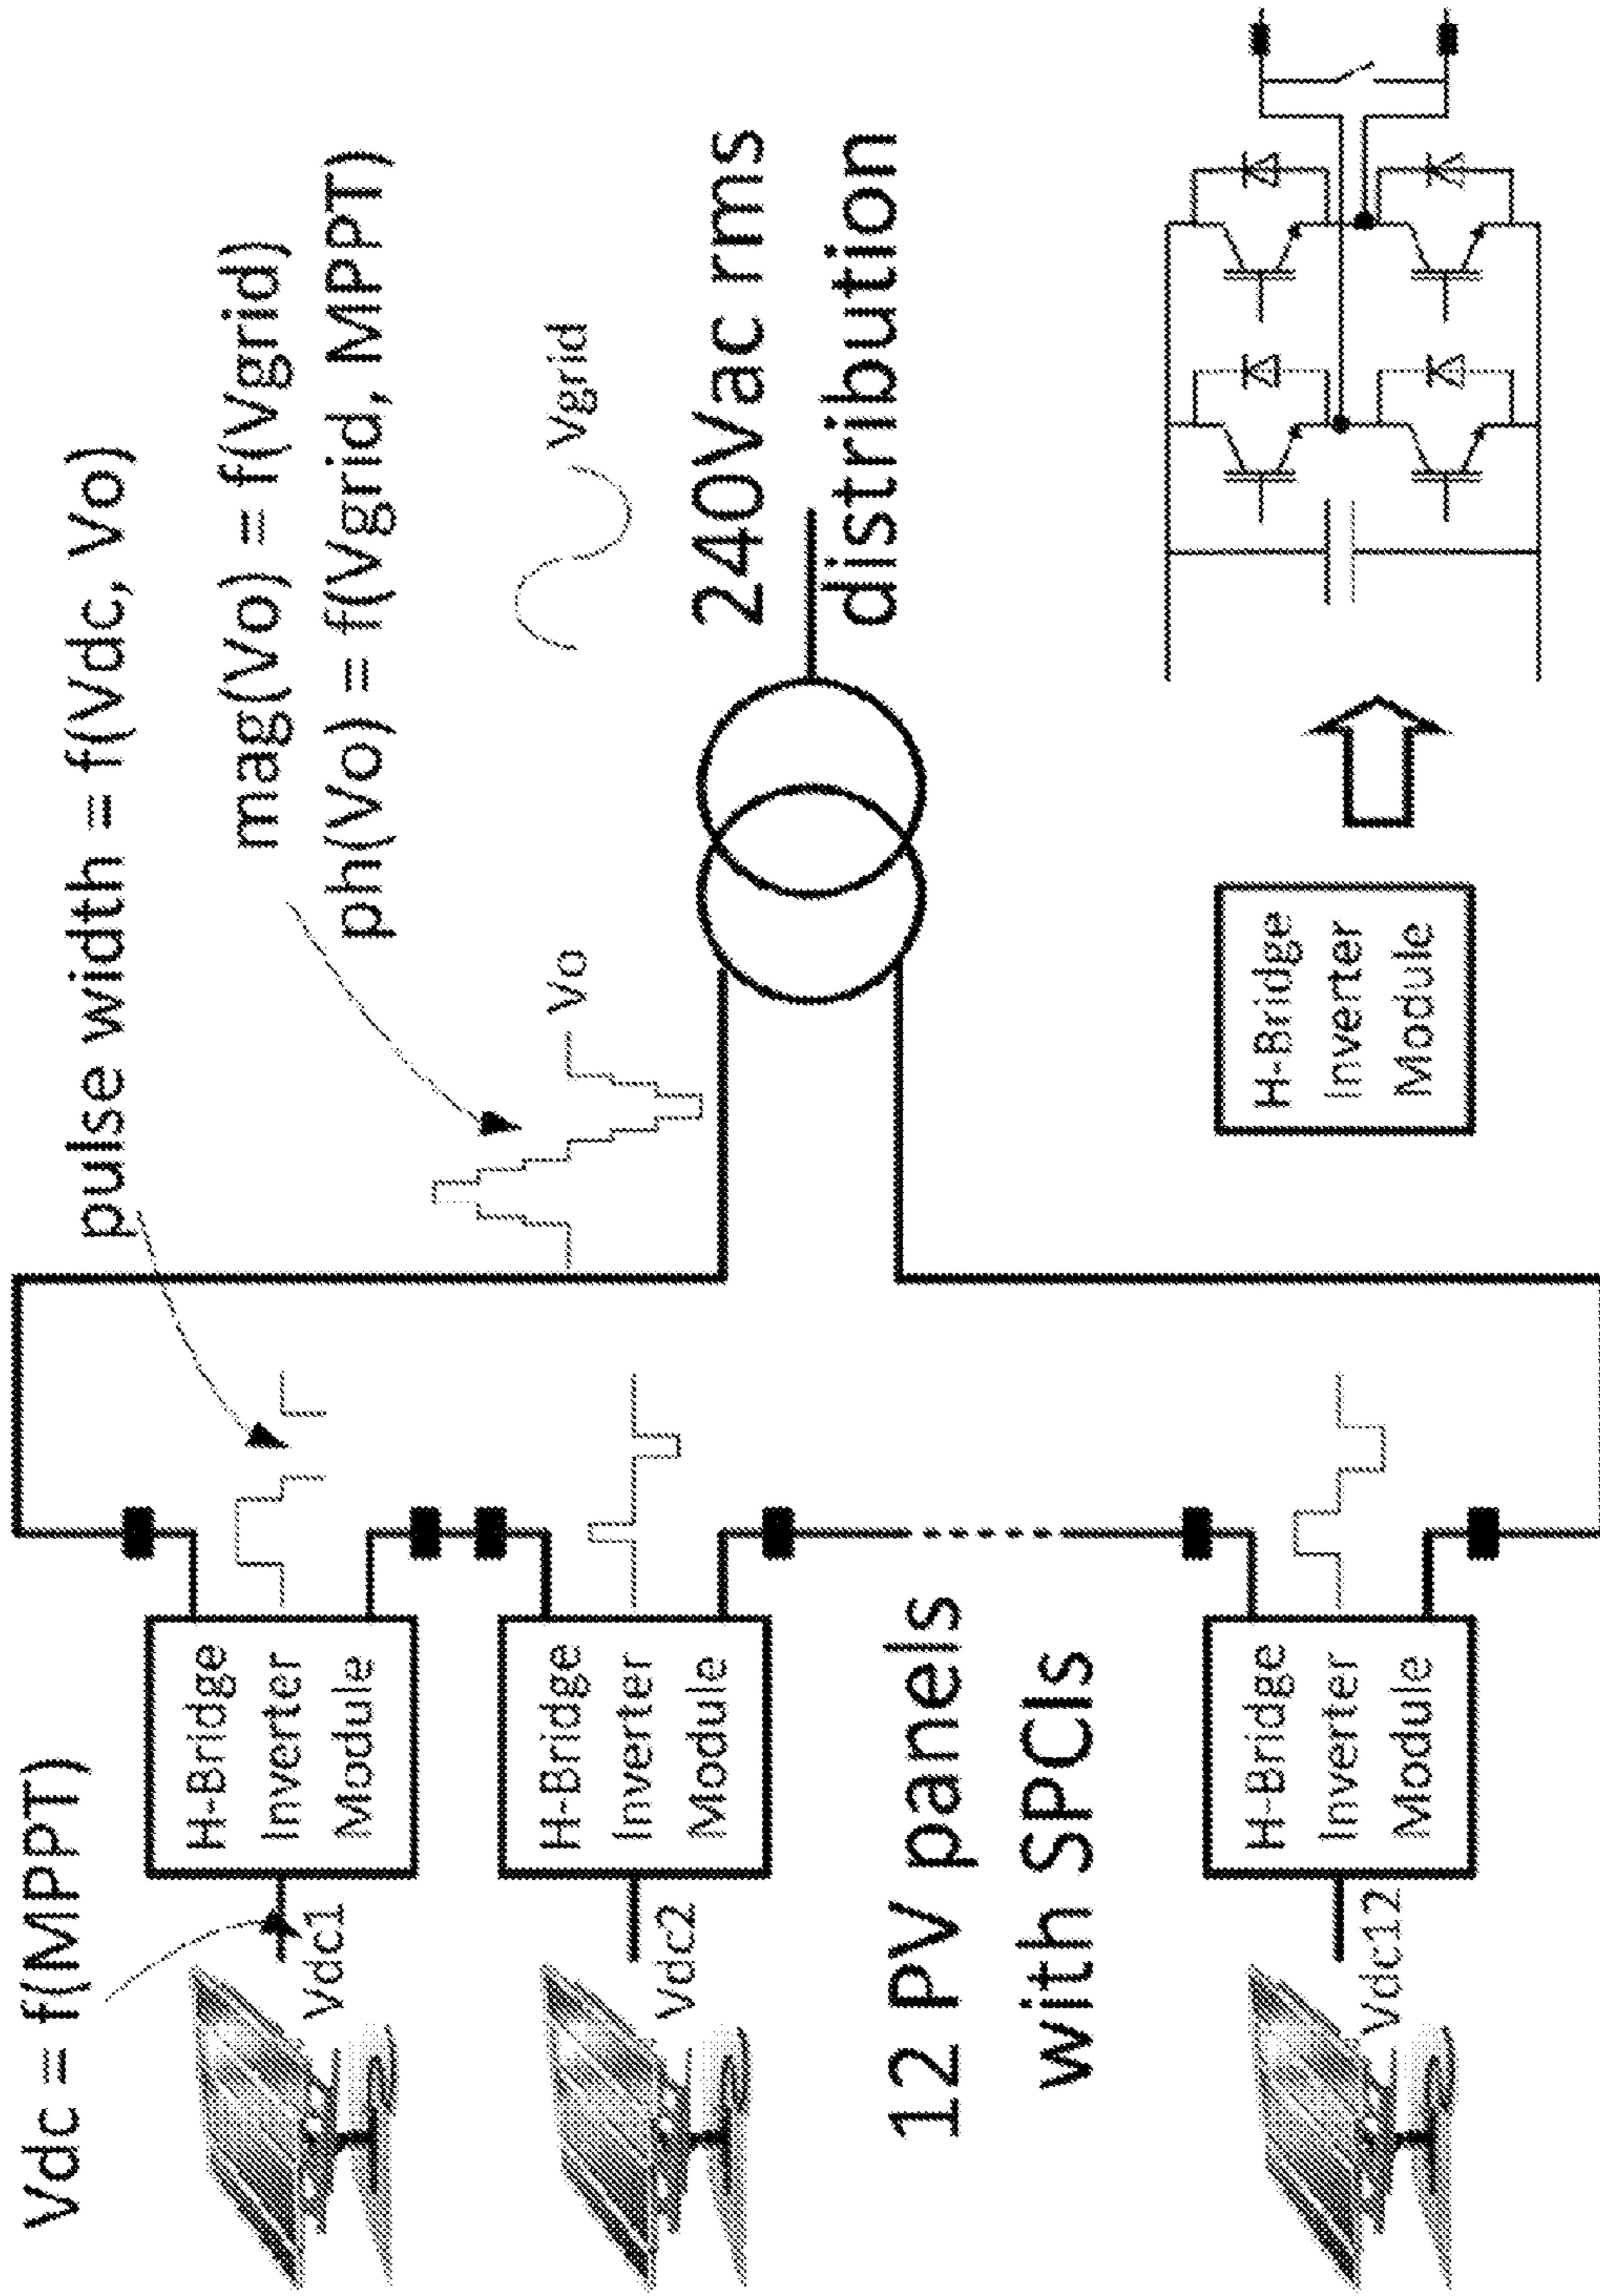 Vdc = f(MPPT)
pulse width = f(Vdc, Vo)
mag(Vo) = f(Vgrid)
ph(Vo) = f(Vgrid, MPPT)
H-Bridge
Inverter
Module
Vdc1
Vo
Vgrid
H-Bridge
Inverter
Module
Vdc2
240Vac rms
distribution
12 PV panels
with SPCIs
H-Bridge
Inverter
Module
Vdc12
H-Bridge
Inverter
Module